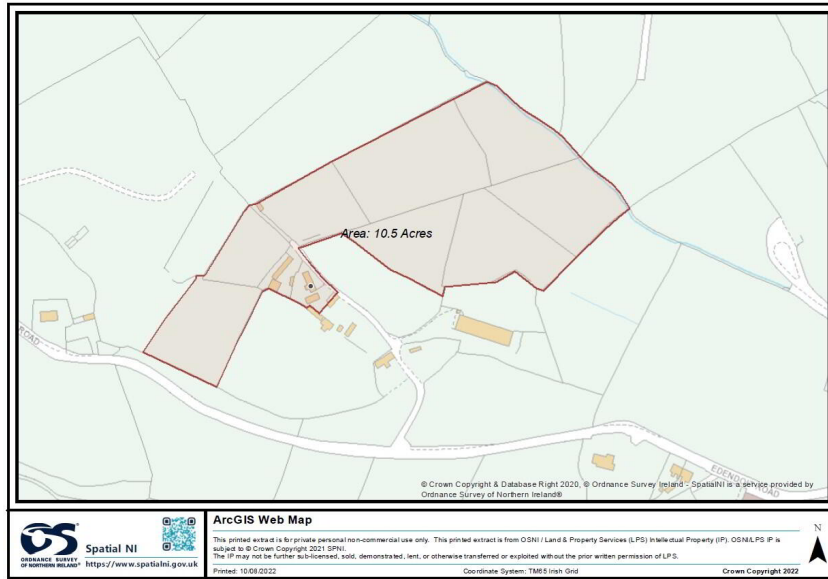 Area: 10.5 Acres
ROAD
© Crown Copyright & Database Right 2020, © Ordnance Survey Ireland - SpatialNI is a service provided by
Ordnance Survey of Northern Ireland®
ROAD
OS
ORDNANCE SURVEY
OF NORTHERN IRELAND®
Spatial NI
https://www.spatialni.gov.uk
ArcGIS Web Map
This printed extract is for private personal non-commercial use only. This printed extract is from OSNI / Land & Property Services (LPS) Intellectual Property (IP). OSNI/LPS IP is
subject to © Crown Copyright 2021 SPNI.
The IP may not be further sub-licensed, sold, demonstrated, lent, or otherwise transferred or exploited without the prior written permission of LPS.
Printed: 10/08/2022
Coordinate System: TM65 Irish Grid
Crown Copyright 2022
N